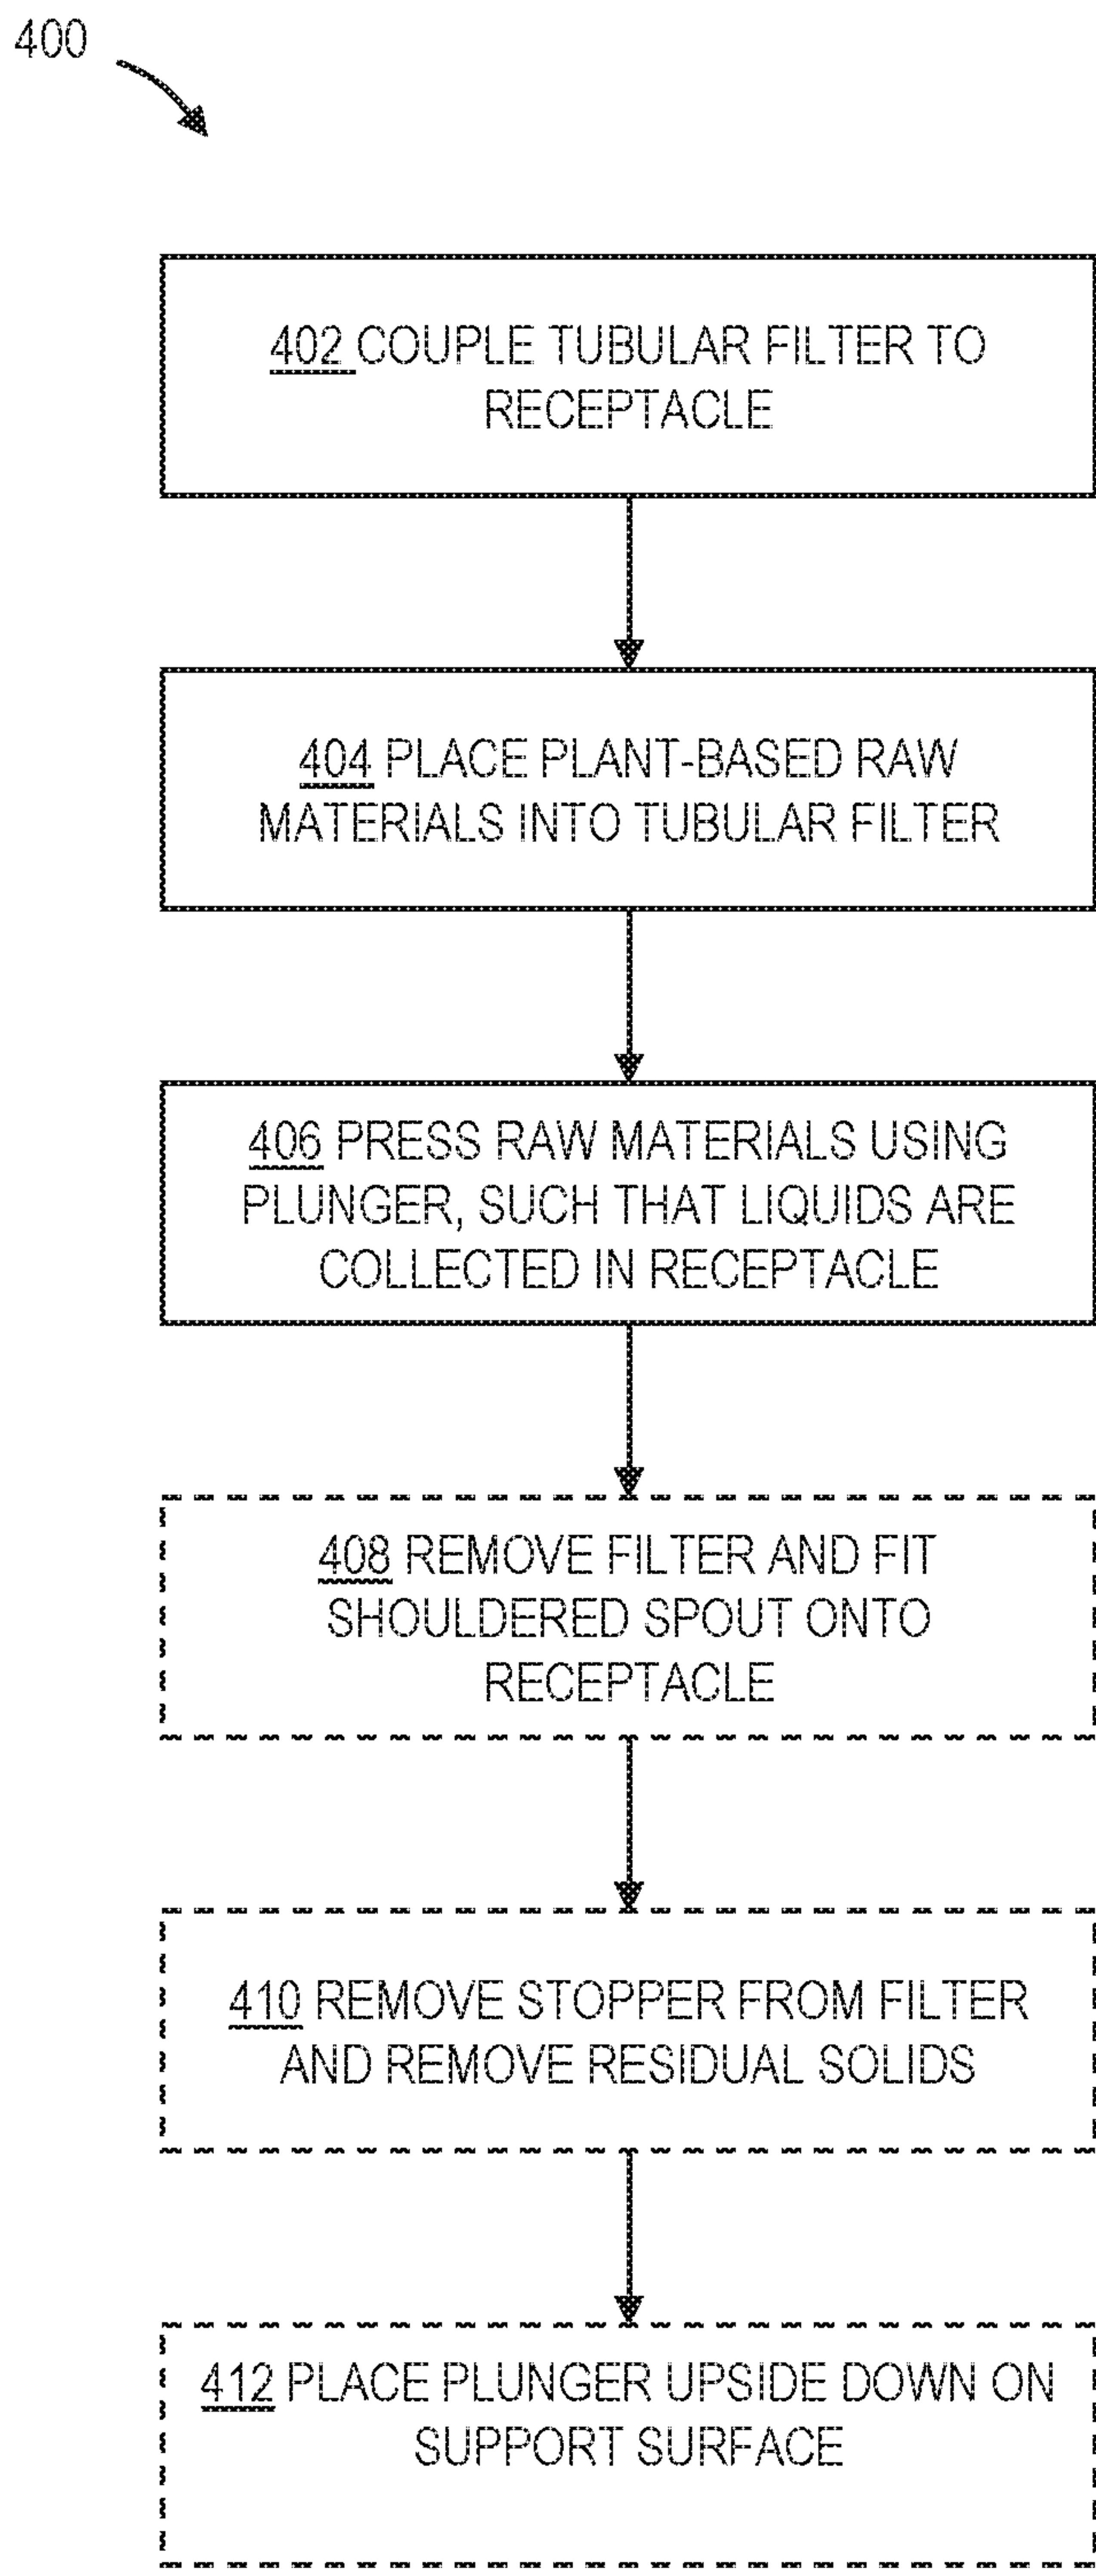 400
402 COUPLE TUBULAR FILTER TO
RECEPTACLE
404 PLACE PLANT-BASED RAW
MATERIALS INTO TUBULAR FILTER
406 PRESS RAW MATERIALS USING
PLUNGER, SUCH THAT LIQUIDS ARE
COLLECTED IN RECEPTACLE
408 REMOVE FILTER AND FIT
SHOULDERED SPOUT ONTO
RECEPTACLE
410 REMOVE STOPPER FROM FILTER
AND REMOVE RESIDUAL SOLIDS
412 PLACE PLUNGER UPSIDE DOWN ON
SUPPORT SURFACE